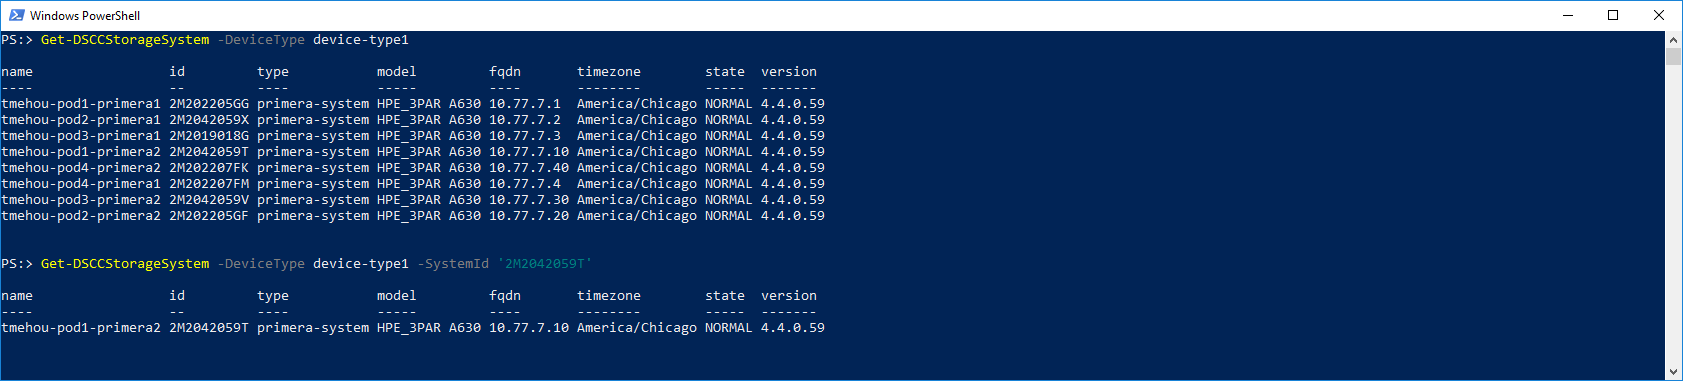 Windows PowerShell
PS:> Get-DSCCStorageSystem -DeviceType device-type1
name                 id         type           model         fqdn       timezone        state  version
----                 --         ----           -----         ----       --------        -----  -------
tmehou-pod1-primera1 2M202205GG primera-system HPE_3PAR A630 10.77.7.1  America/Chicago NORMAL 4.4.0.59
tmehou-pod2-primera1 2M2042059X primera-system HPE_3PAR A630 10.77.7.2  America/Chicago NORMAL 4.4.0.59
tmehou-pod3-primera1 2M2019018G primera-system HPE_3PAR A630 10.77.7.3  America/Chicago NORMAL 4.4.0.59
tmehou-pod1-primera2 2M2042059T primera-system HPE_3PAR A630 10.77.7.10 America/Chicago NORMAL 4.4.0.59
tmehou-pod4-primera2 2M202207FK primera-system HPE_3PAR A630 10.77.7.40 America/Chicago NORMAL 4.4.0.59
tmehou-pod4-primera1 2M202207FM primera-system HPE_3PAR A630 10.77.7.4  America/Chicago NORMAL 4.4.0.59
tmehou-pod3-primera2 2M2042059V primera-system HPE_3PAR A630 10.77.7.30 America/Chicago NORMAL 4.4.0.59
tmehou-pod2-primera2 2M202205GF primera-system HPE_3PAR A630 10.77.7.20 America/Chicago NORMAL 4.4.0.59
PS:> Get-DSCCStorageSystem -DeviceType device-type1 -SystemId '2M2042059T'
name                 id         type           model         fqdn       timezone        state  version
----                 --         ----           -----         ----       --------        -----  -------
tmehou-pod1-primera2 2M2042059T primera-system HPE_3PAR A630 10.77.7.10 America/Chicago NORMAL 4.4.0.59